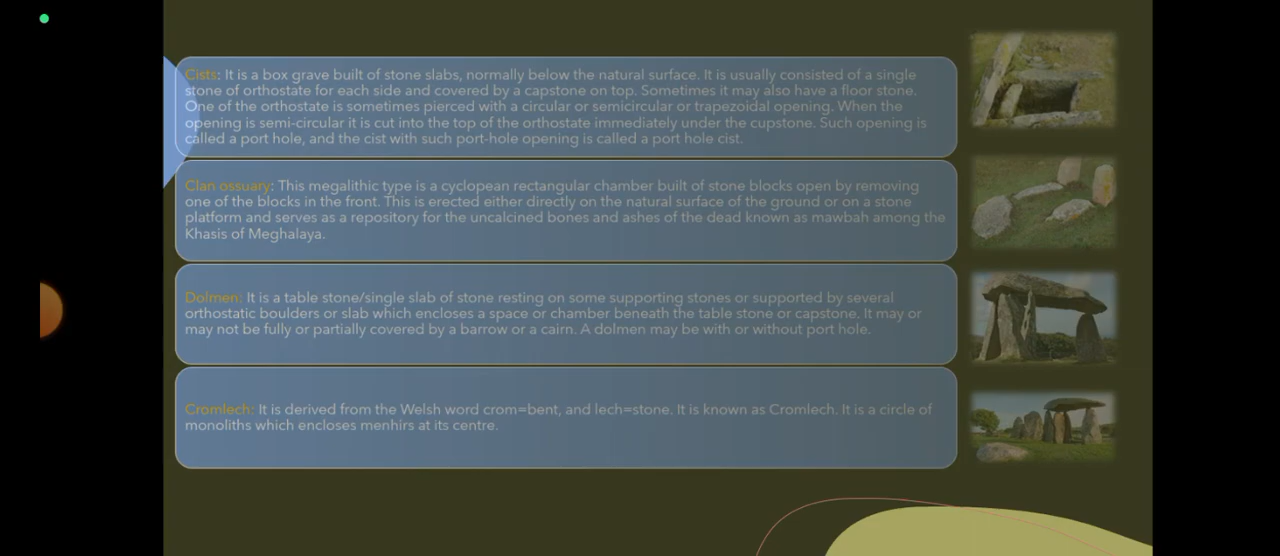 Cists: It is a box grave built of stone slabs, normally below the natural surface. It is usually consisted of a single
stone of orthostate for each side and covered by a capstone on top. Sometimes it may also have a floor stone.
One of the orthostate is sometimes pierced with a circular or semicircular or trapezoidal opening. When the
opening is semi-circular it is cut into the top of the orthostate immediately under the cupstone. Such opening is
called a port hole, and the cist with such port-hole opening is called a port hole cist.
Clan ossuary: This megalithic type is a cyclopean rectangular chamber built of stone blocks open by removing
one of the blocks in the front. This is erected either directly on the natural surface of the ground or on a stone
platform and serves as a repository for the uncalcined bones and ashes of the dead known as mawbah among the
Khasis of Meghalaya.
Dolmen: It is a table stone/single slab of stone resting on some supporting stones or supported by several
orthostatic boulders or slab which encloses a space or chamber beneath the table stone or capstone. It may or
may not be fully or partially covered by a barrow or a cairn. A dolmen may be with or without port hole.
Cromlech: It is derived from the Welsh word crom=bent, and lech=stone. It is known as Cromlech. It is a circle of
monoliths which encloses menhirs at its centre.